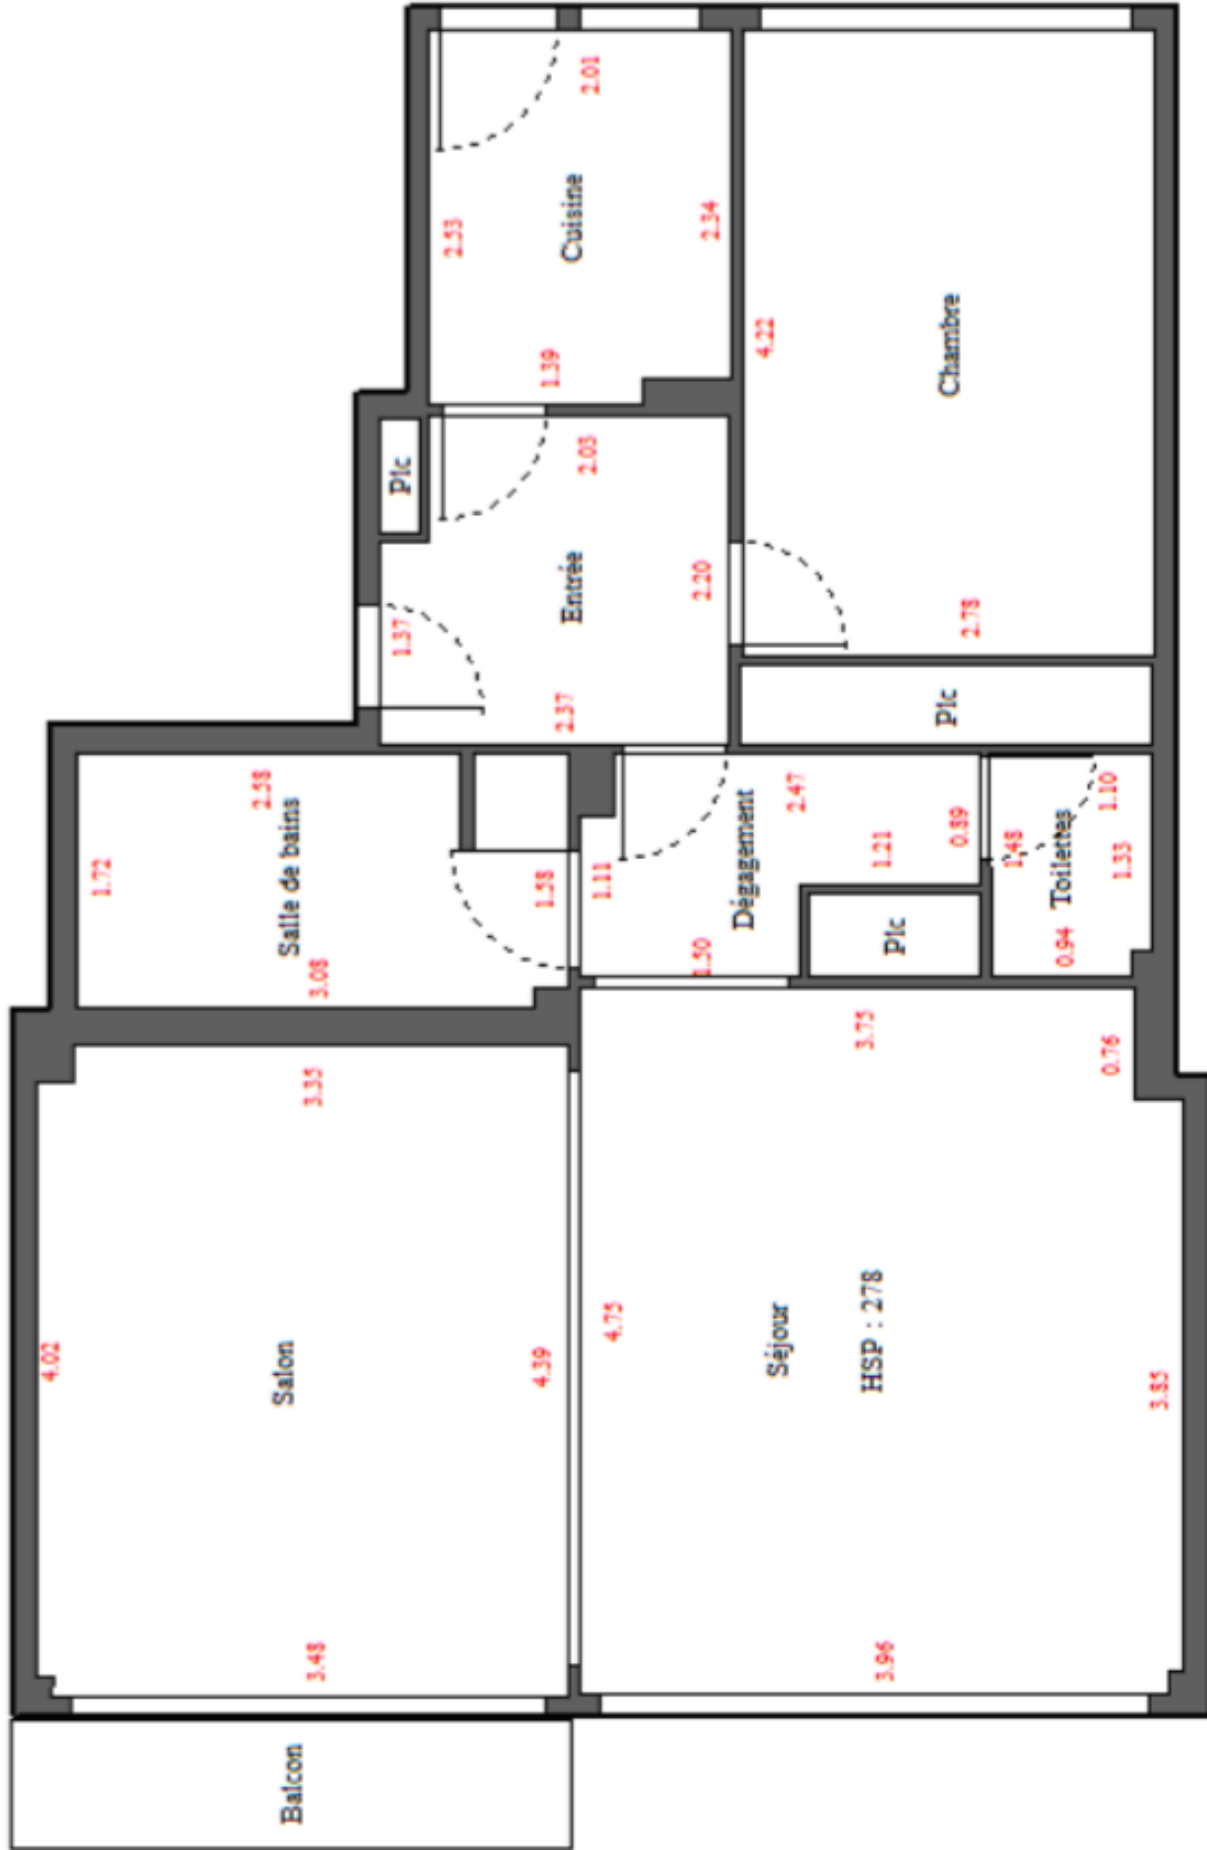 Balcon
Salon
4.02
3.48
3.35
4.39
Séjour
HSP : 278
4.75
3.96
3.75
0.76
3.85
Salle de bains
1.72
3.08
2.58
1.58
Dégagement
1.11
1.50
2.47
1.21
0.89
Plc
Toilettes
1.48
0.94
1.33
1.10
Entrée
1.37
2.37
2.03
2.20
Plc
Plc
Cuisine
2.53
1.39
2.01
2.34
Chambre
4.22
2.78